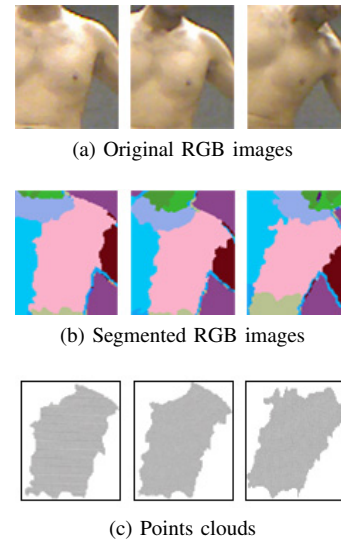 (a) Original RGB images
(b) Segmented RGB images
(c) Points clouds